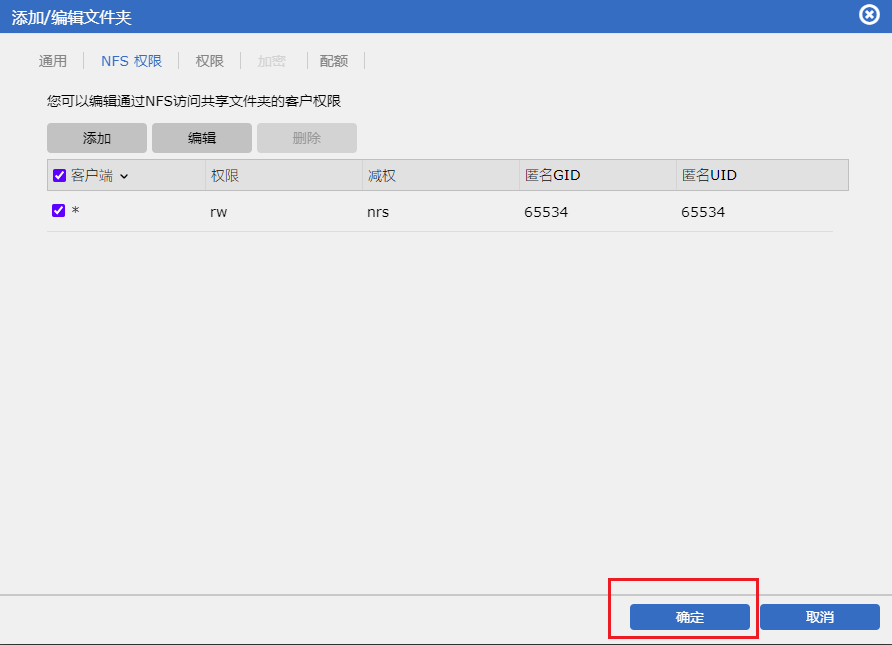 添加/编辑文件夹
通用 NFS 权限 权限 加密 配额
您可以编辑通过NFS访问共享文件夹的客户权限
添加 编辑 删除
客户端 权限 减权 匿名GID 匿名UID
* rw nrs 65534 65534
确定 取消